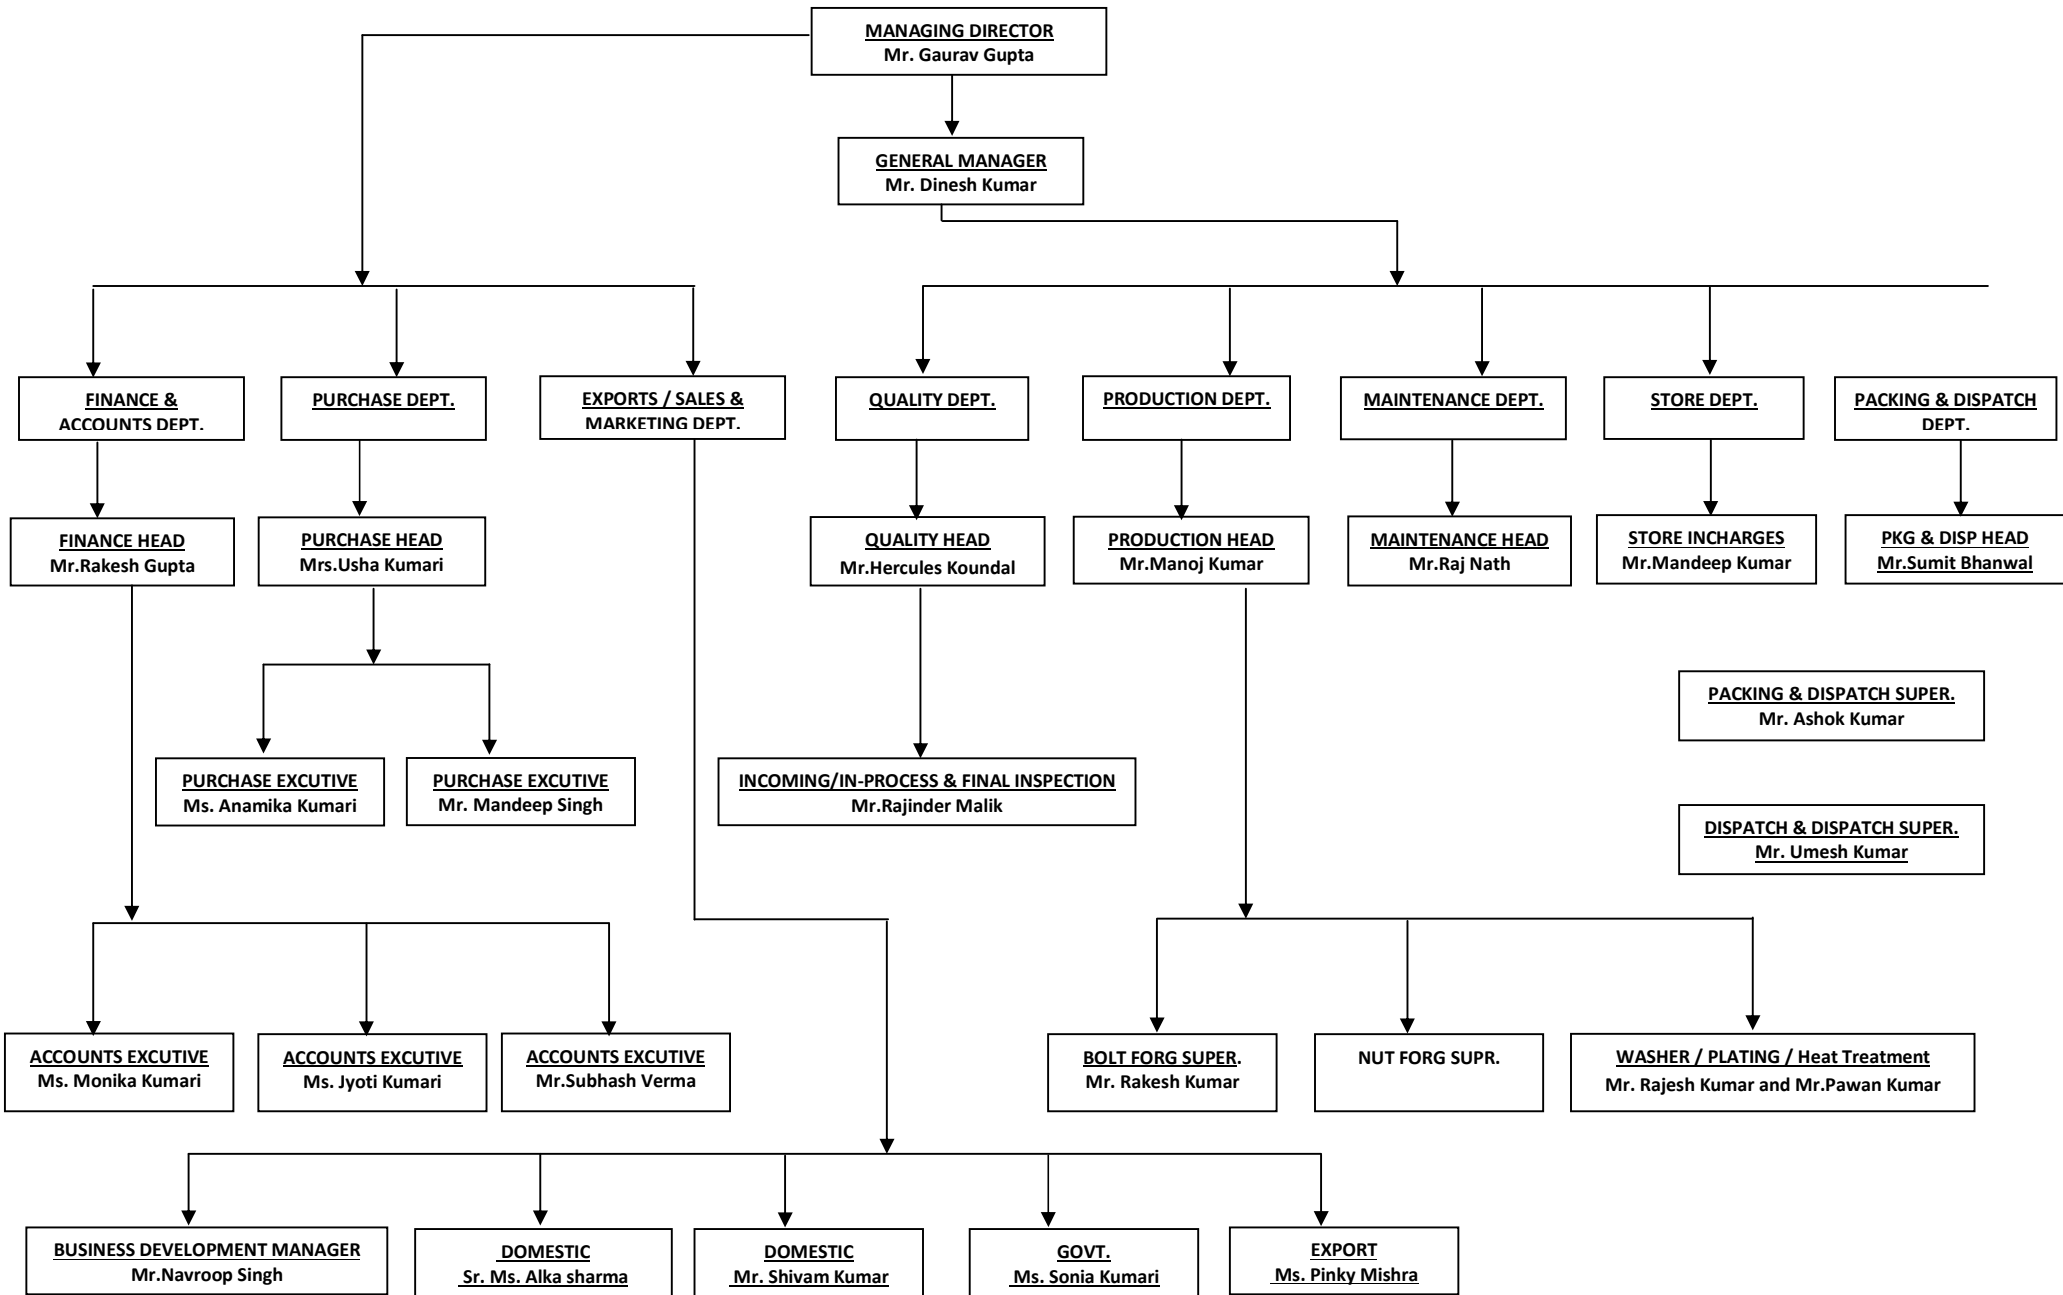 MANAGING DIRECTOR
Mr. Gaurav Gupta
GENERAL MANAGER
Mr. Dinesh Kumar
FINANCE &
ACCOUNTS DEPT.
PURCHASE DEPT.
EXPORTS / SALES &
MARKETING DEPT.
QUALITY DEPT.
PRODUCTION DEPT.
MAINTENANCE DEPT.
STORE DEPT.
PACKING & DISPATCH
DEPT.
FINANCE HEAD
Mr.Rakesh Gupta
PURCHASE HEAD
Mrs.Usha Kumari
QUALITY HEAD
Mr.Hercules Koundal
PRODUCTION HEAD
Mr.Manoj Kumar
MAINTENANCE HEAD
Mr.Raj Nath
STORE INCHARGES
Mr.Mandeep Kumar
PKG & DISP HEAD
Mr.Sumit Bhanwal
PACKING & DISPATCH SUPER.
Mr. Ashok Kumar
PURCHASE EXCUTIVE
Ms. Anamika Kumari
PURCHASE EXCUTIVE
Mr. Mandeep Singh
INCOMING/IN-PROCESS & FINAL INSPECTION
Mr.Rajinder Malik
DISPATCH & DISPATCH SUPER.
Mr. Umesh Kumar
ACCOUNTS EXCUTIVE
Ms. Monika Kumari
ACCOUNTS EXCUTIVE
Ms. Jyoti Kumari
ACCOUNTS EXCUTIVE
Mr.Subhash Verma
BOLT FORG SUPER.
Mr. Rakesh Kumar
NUT FORG SUPR.
WASHER / PLATING / Heat Treatment
Mr. Rajesh Kumar and Mr.Pawan Kumar
BUSINESS DEVELOPMENT MANAGER
Mr.Navroop Singh
DOMESTIC
Sr. Ms. Alka sharma
DOMESTIC
Mr. Shivam Kumar
GOVT.
Ms. Sonia Kumari
EXPORT
Ms. Pinky Mishra